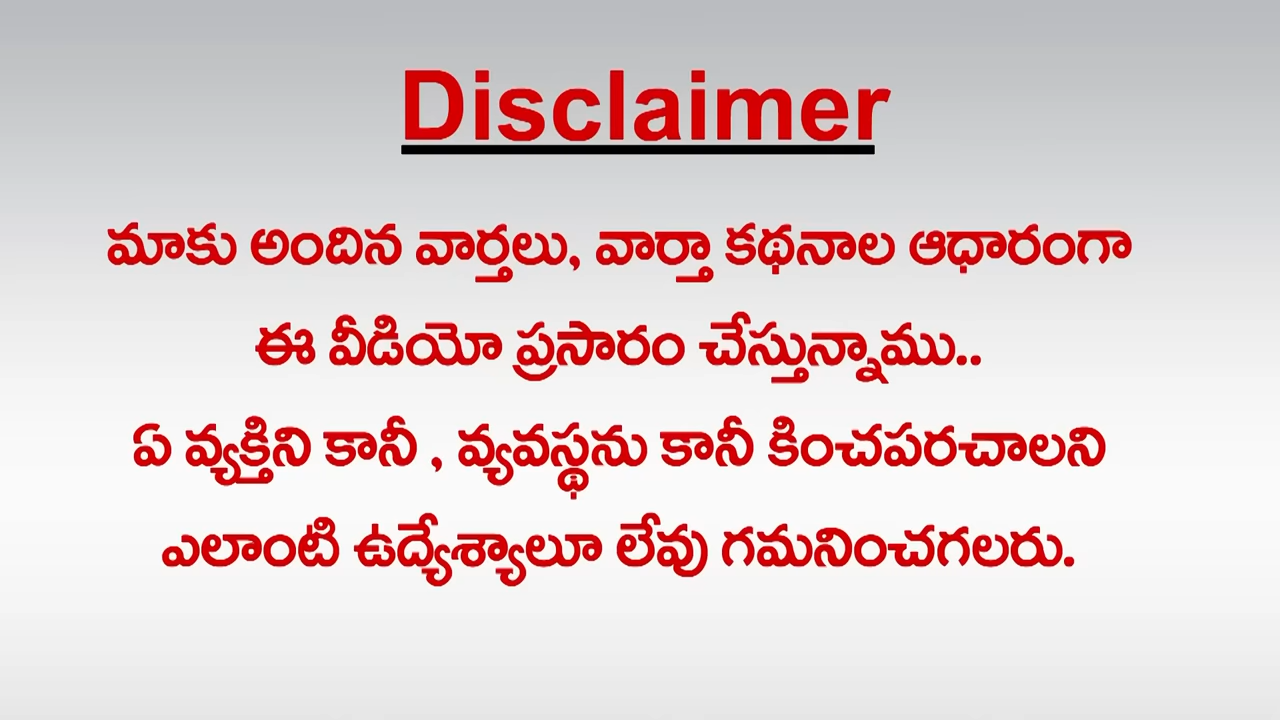 Disclaimer
మాకు అందిన వార్తలు, వార్తా కథనాల ఆధారంగా
ఈ వీడియో ప్రసారం చేస్తున్నాము..
ఏ వ్యక్తిని కానీ , వ్యవస్థను కానీ కించపరచాలని
ఎలాంటి ఉద్యేశ్యాలూ లేవు గమనించగలరు.